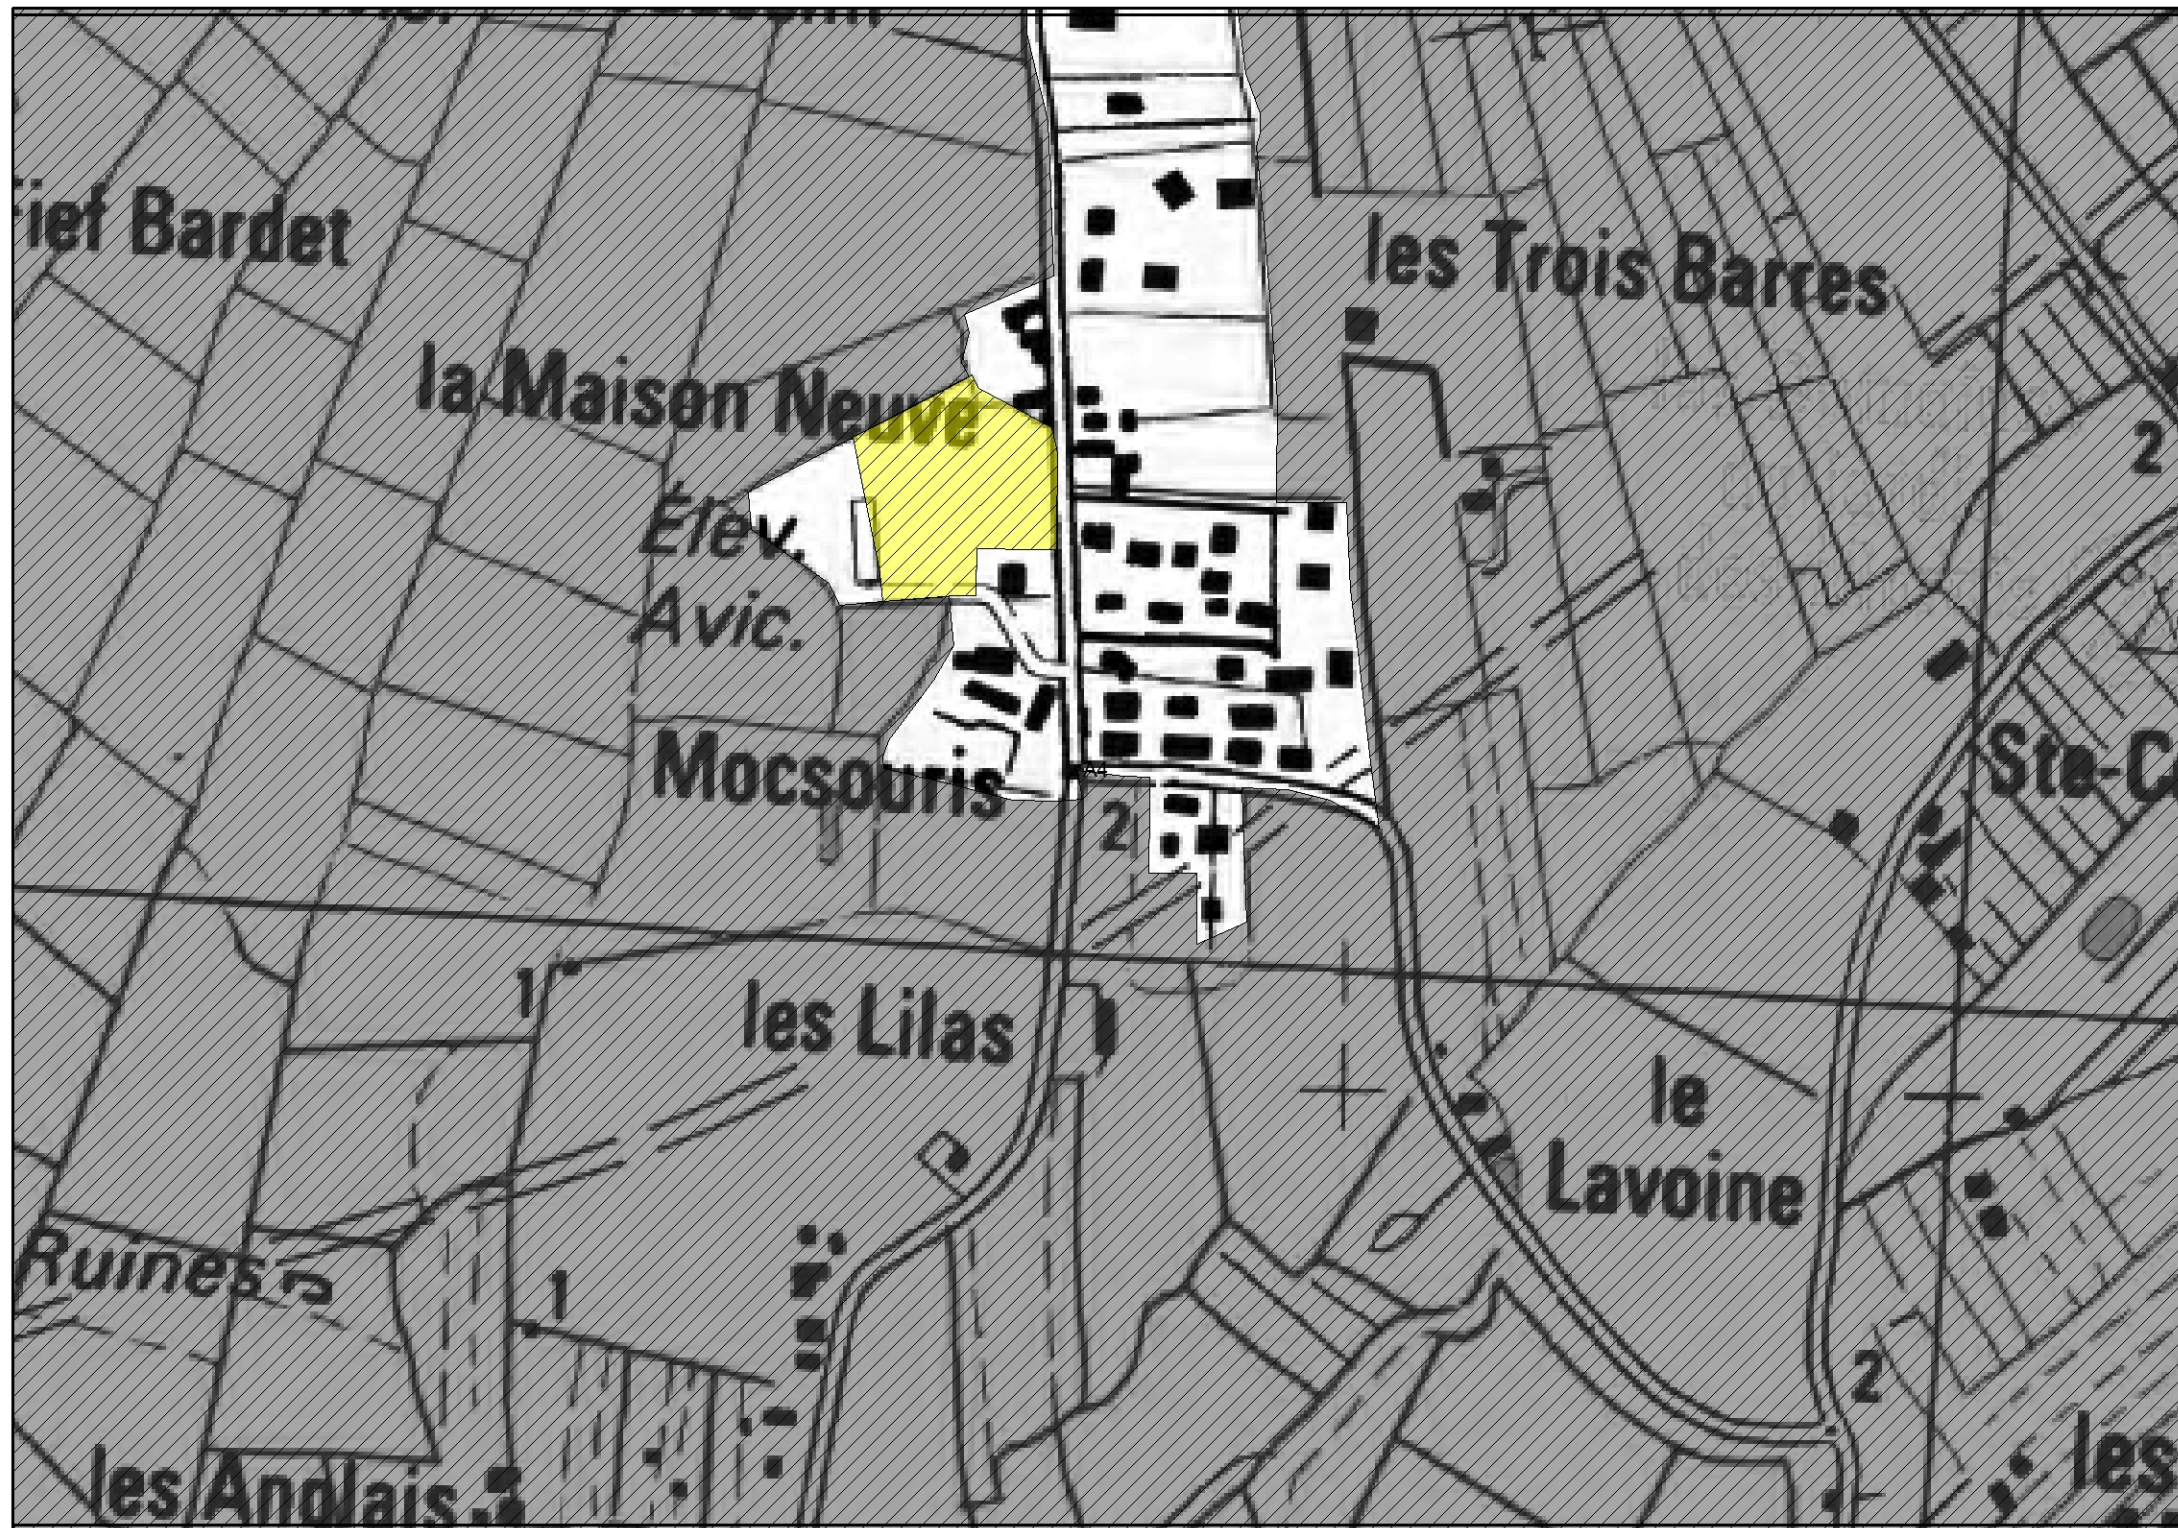 Fief Bardet
les Trois Barres
la Maison Neuve
2
Élev.
Avic.
Mocsouris
A4
2
Ste-C
1
les Lilas
le
Lavoine
Ruines
1
2
les Anglais
les